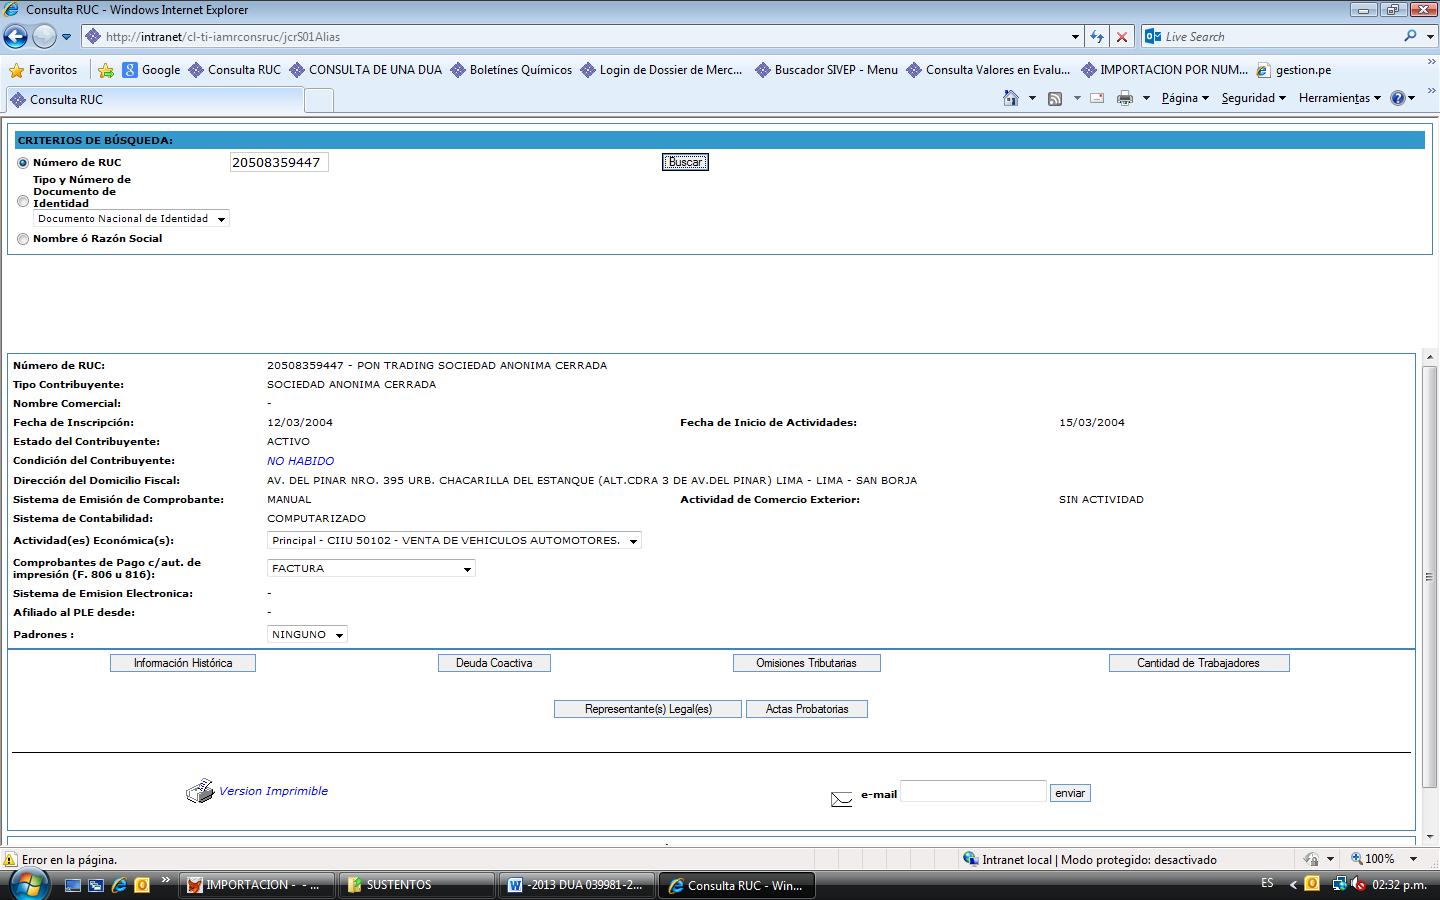 Consulta RUC - Windows Internet Explorer
http://intranet/cl-ti-iamrconsruc/jcrS01Alias
Live Search
Favoritos
Google
Consulta RUC
CONSULTA DE UNA DUA
Boletínes Químicos
Login de Dossier de Merc...
Buscador SIVEP - Menu
Consulta Valores en Evalu...
IMPORTACION POR NUM...
gestion.pe
Consulta RUC
Página
Seguridad
Herramientas
CRITERIOS DE BÚSQUEDA:
Número de RUC 20508359447 Buscar
Tipo y Número de
Documento de
Identidad
Documento Nacional de Identidad
Nombre ó Razón Social
Número de RUC: 20508359447 - PON TRADING SOCIEDAD ANONIMA CERRADA
Tipo Contribuyente: SOCIEDAD ANONIMA CERRADA
Nombre Comercial: -
Fecha de Inscripción: 12/03/2004 Fecha de Inicio de Actividades: 15/03/2004
Estado del Contribuyente: ACTIVO
Condición del Contribuyente: NO HABIDO
Dirección del Domicilio Fiscal: AV. DEL PINAR NRO. 395 URB. CHACARILLA DEL ESTANQUE (ALT.CDRA 3 DE AV.DEL PINAR) LIMA - LIMA - SAN BORJA
Sistema de Emisión de Comprobante: MANUAL Actividad de Comercio Exterior: SIN ACTIVIDAD
Sistema de Contabilidad: COMPUTARIZADO
Actividad(es) Económica(s): Principal - CIIU 50102 - VENTA DE VEHICULOS AUTOMOTORES.
Comprobantes de Pago c/aut. de
impresión (F. 806 u 816): FACTURA
Sistema de Emision Electronica: -
Afiliado al PLE desde: -
Padrones : NINGUNO
Información Histórica Deuda Coactiva Omisiones Tributarias Cantidad de Trabajadores
Representante(s) Legal(es) Actas Probatorias
Version Imprimible e-mail enviar
Error en la página. Intranet local | Modo protegido: desactivado 100%
IMPORTACION - - ... SUSTENTOS -2013 DUA 039981-2... Consulta RUC - Win... ES 02:32 p.m.